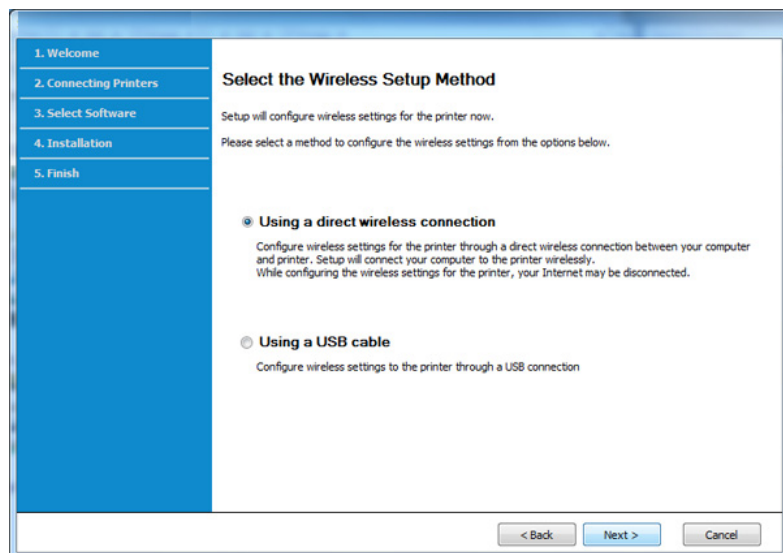 1. Welcome
2. Connecting Printers
3. Select Software
4. Installation
5. Finish
Select the Wireless Setup Method
Setup will configure wireless settings for the printer now.
Please select a method to configure the wireless settings from the options below.
Using a direct wireless connection
Configure wireless settings for the printer through a direct wireless connection between your computer
and printer. Setup will connect your computer to the printer wirelessly.
While configuring the wireless settings for the printer, your Internet may be disconnected.
Using a USB cable
Configure wireless settings to the printer through a USB connection
< Back
Next >
Cancel